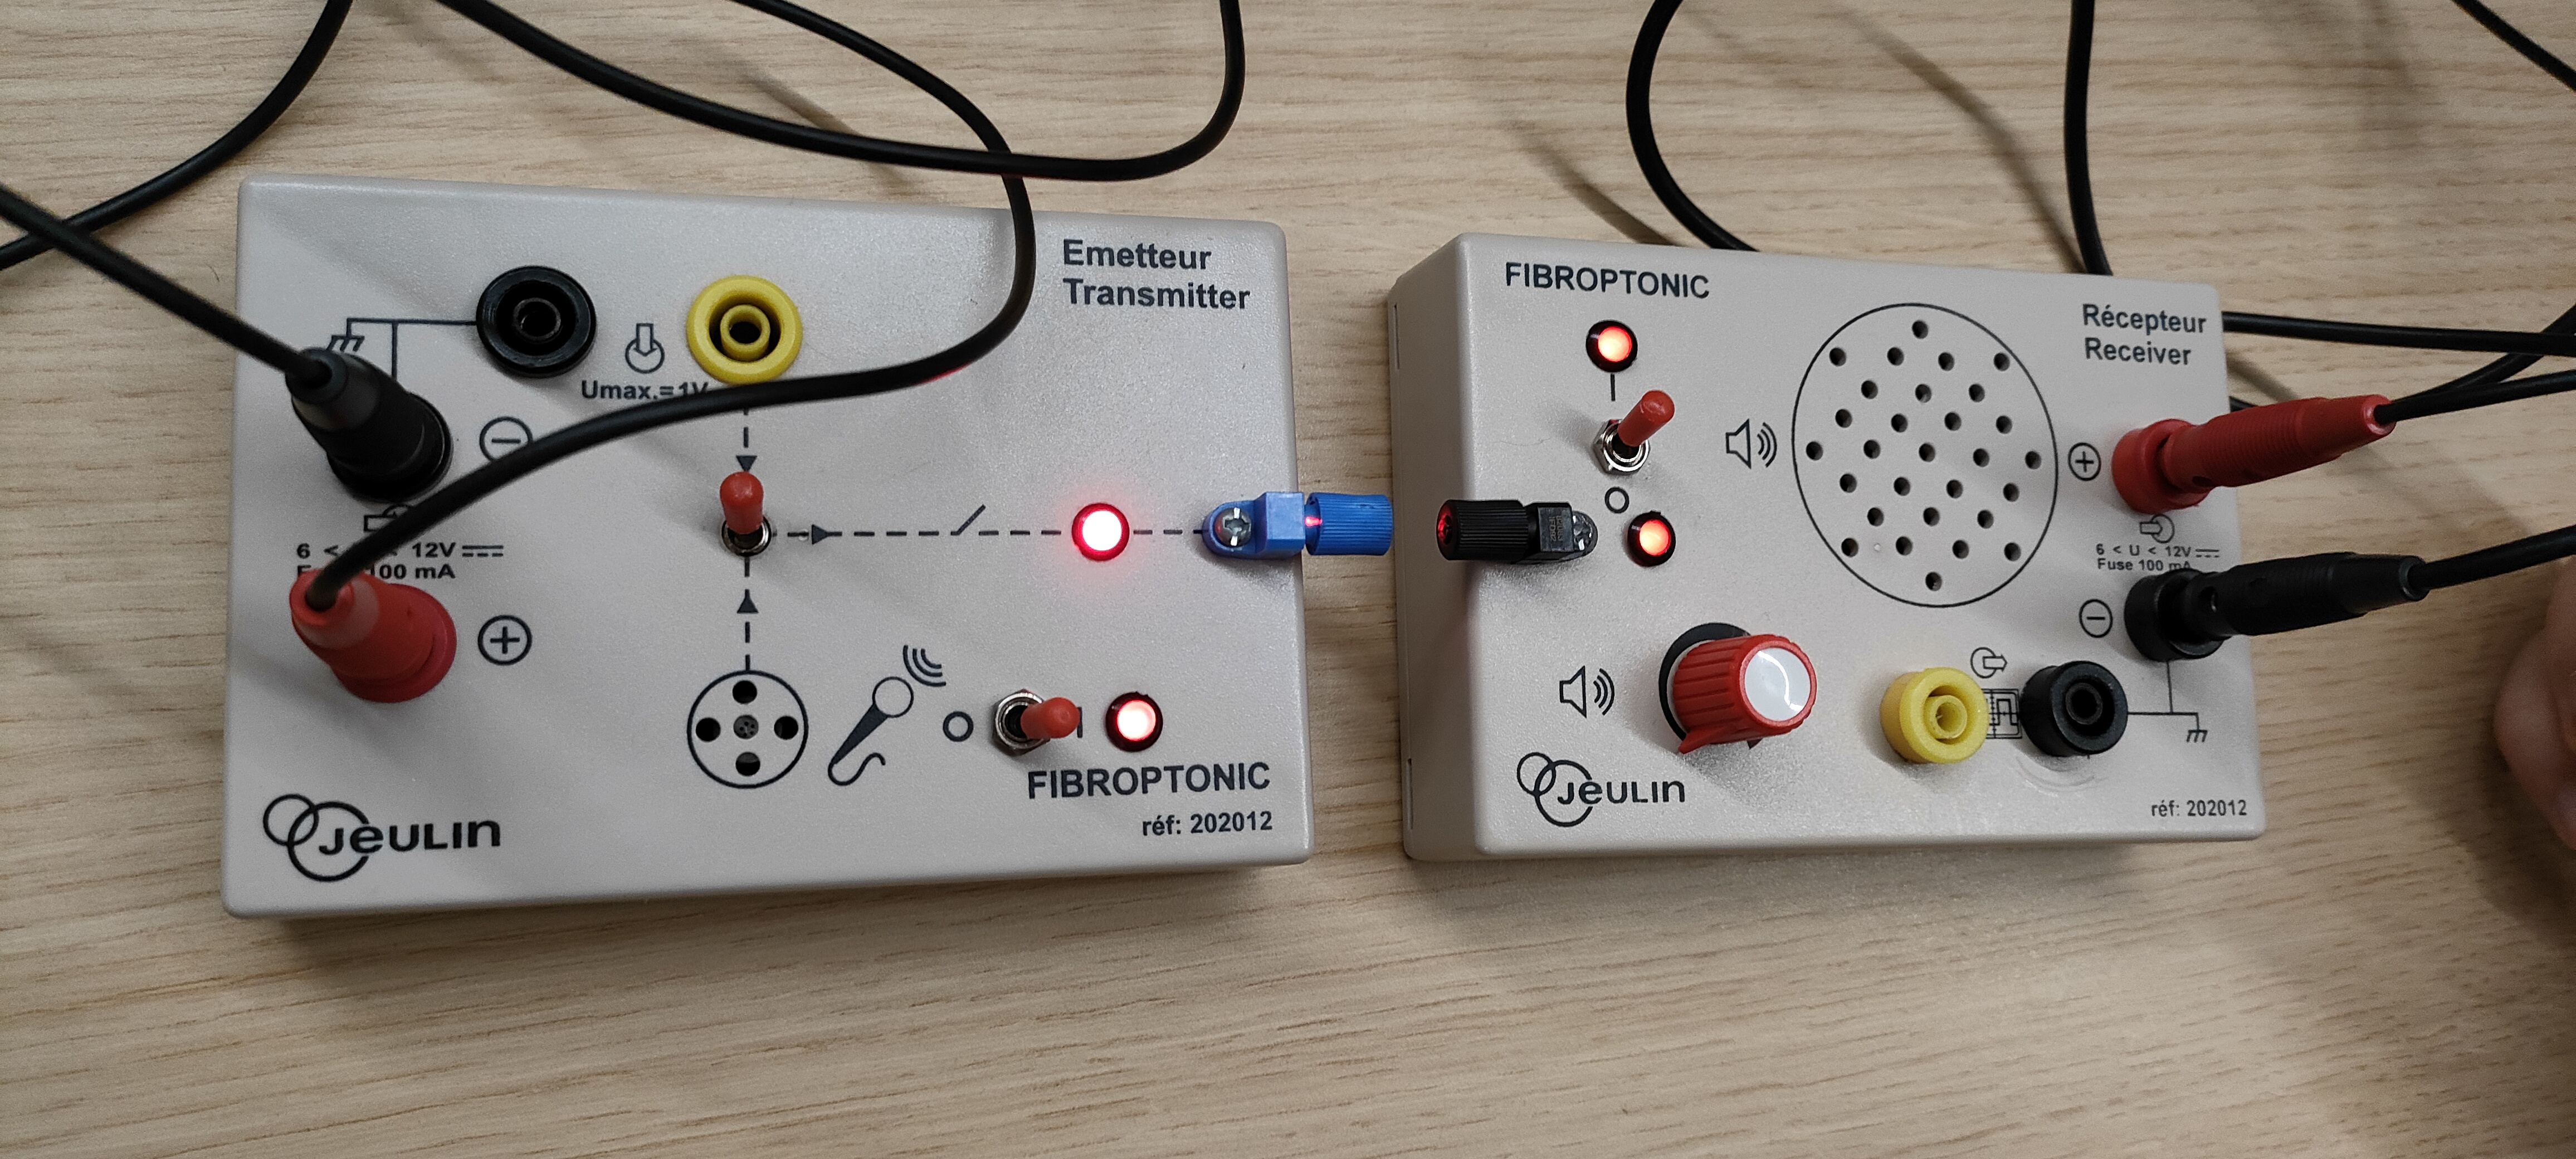 Emetteur
Transmitter
Umax.=1V
6 < 12V
100 mA
FIBROPTONIC
réf: 202012
JEULIN
FIBROPTONIC
Récepteur
Receiver
6 < U < 12V
Fuse 100 mA
JEULIN
réf: 202012